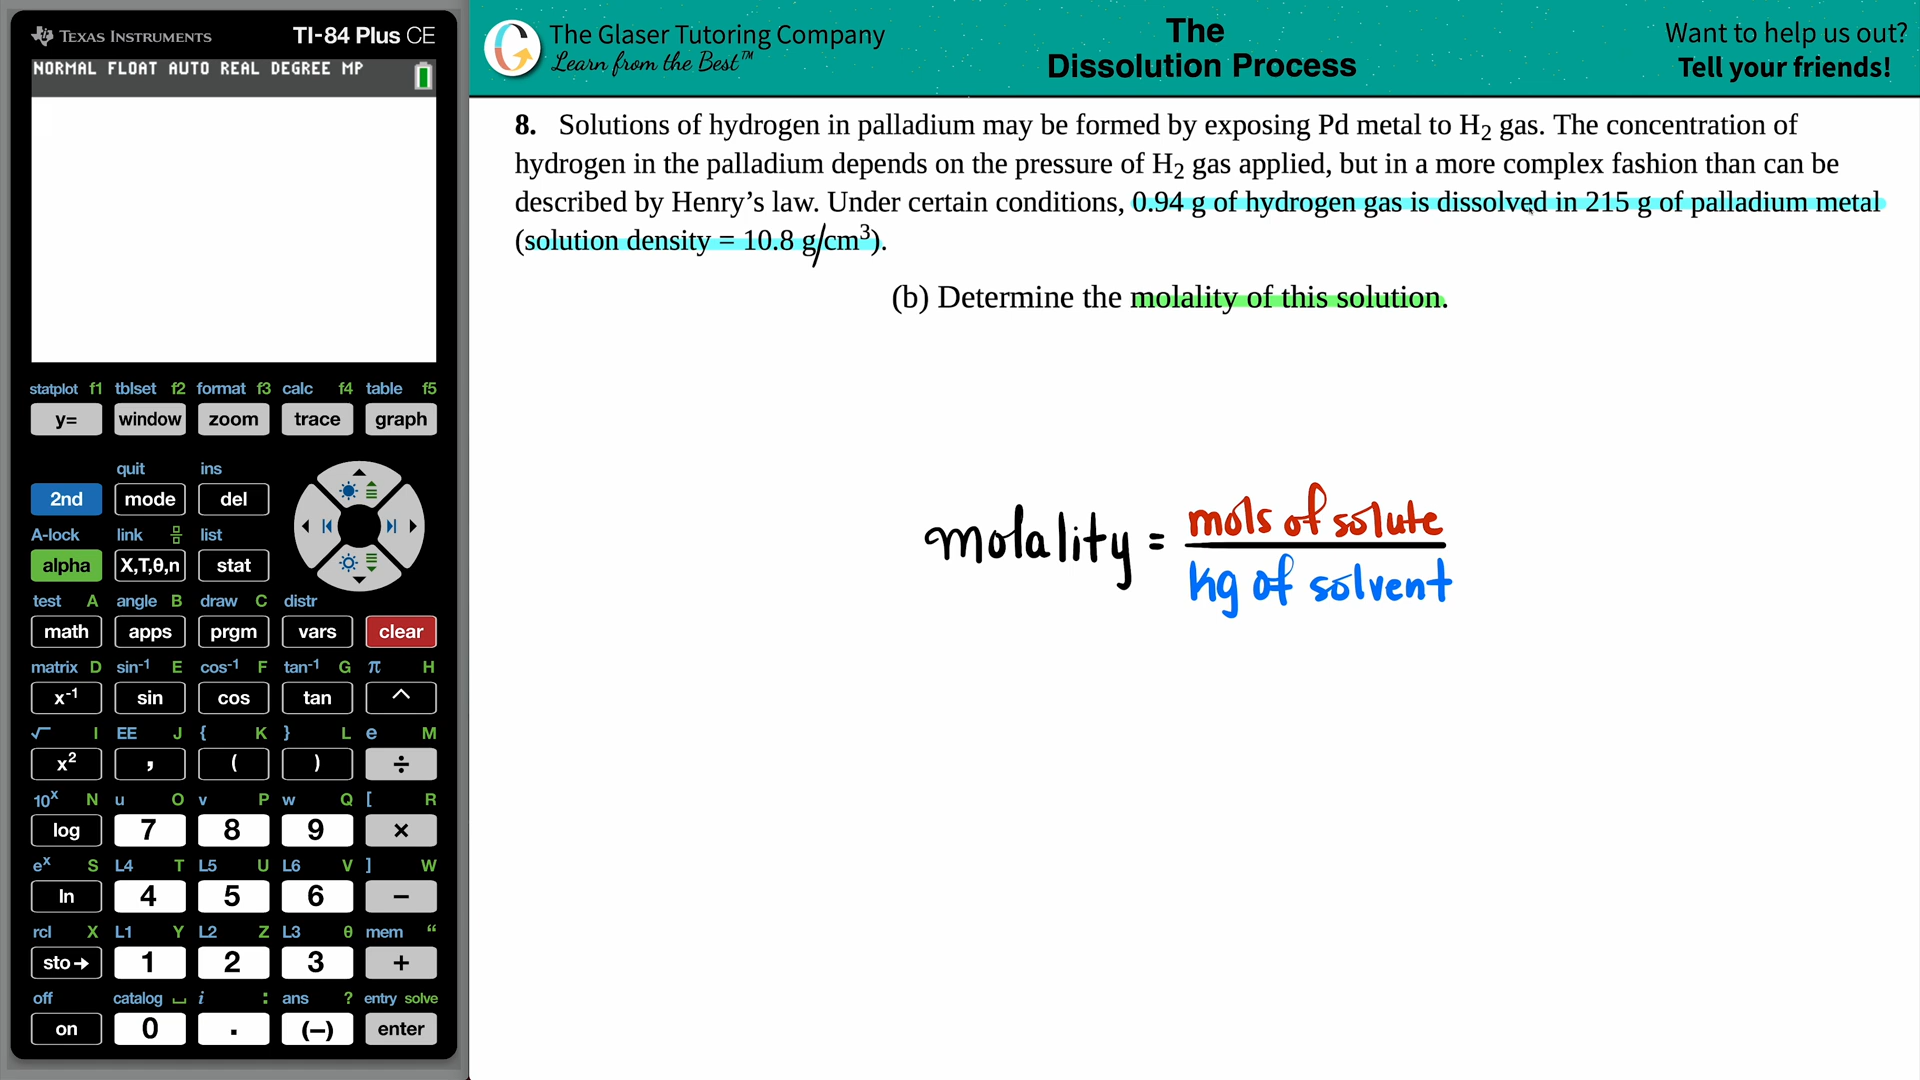 TEXAS INSTRUMENTS TI-84 Plus CE
NORMAL FLOAT AUTO REAL DEGREE MP
statplot f1 tblset f2 format f3 calc f4 table f5
y= window zoom trace graph
quit ins
2nd mode del
A-lock link list
alpha X,T,θ,n stat
test A angle B draw C distr
math apps prgm vars clear
matrix D sin⁻¹ E cos⁻¹ F tan⁻¹ G π H
x⁻¹ sin cos tan ^
√ I EE J { K } L e M
x² , ( ) ÷
10ˣ N u O v P w Q [ R
log 7 8 9 ×
eˣ S L4 T L5 U L6 V ] W
ln 4 5 6 −
rcl X L1 Y L2 Z L3 θ mem “
sto→ 1 2 3 +
off catalog ⎵ i : ans ? entry solve
on 0 . (–) enter
The Glaser Tutoring Company
Learn from the Best™
The
Dissolution Process
Want to help us out?
Tell your friends!
8. Solutions of hydrogen in palladium may be formed by exposing Pd metal to H₂ gas. The concentration of
hydrogen in the palladium depends on the pressure of H₂ gas applied, but in a more complex fashion than can be
described by Henry’s law. Under certain conditions, 0.94 g of hydrogen gas is dissolved in 215 g of palladium metal
(solution density = 10.8 g/cm³).
(b) Determine the molality of this solution.
molality = mols of solute
kg of solvent